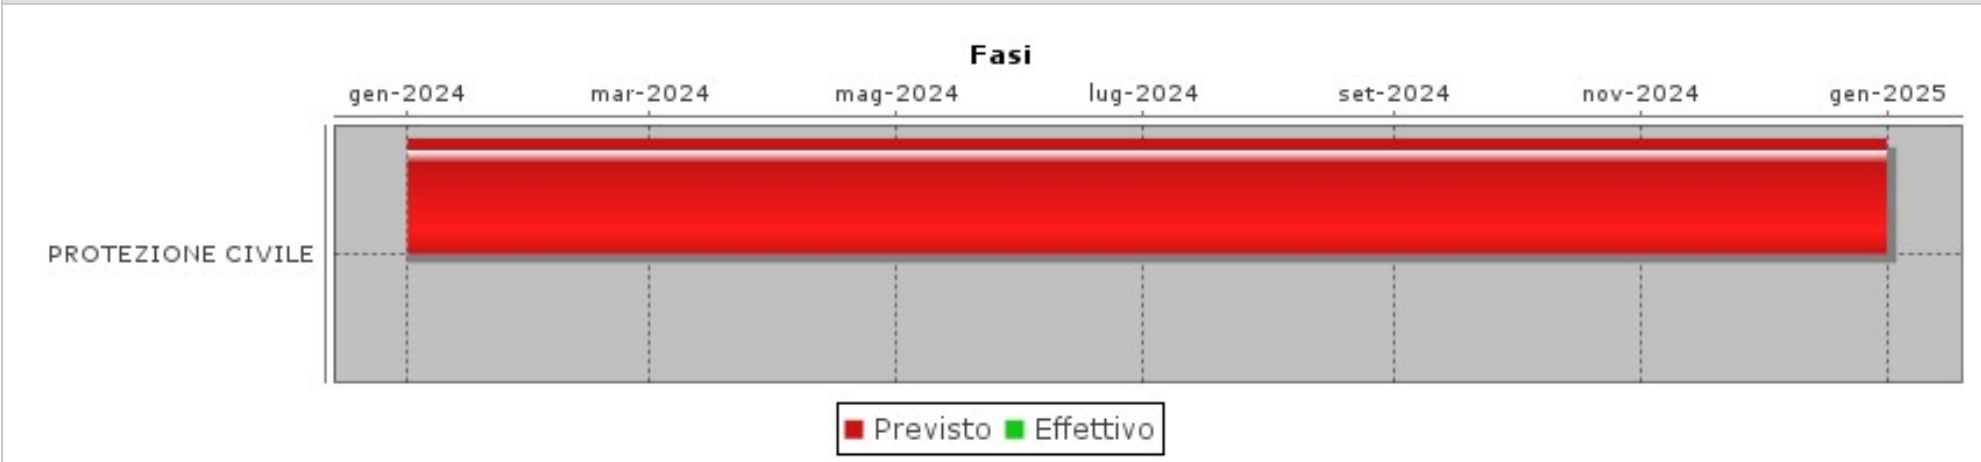 Fasi
gen-2024 mar-2024 mag-2024 lug-2024 set-2024 nov-2024 gen-2025
PROTEZIONE CIVILE
Previsto Effettivo